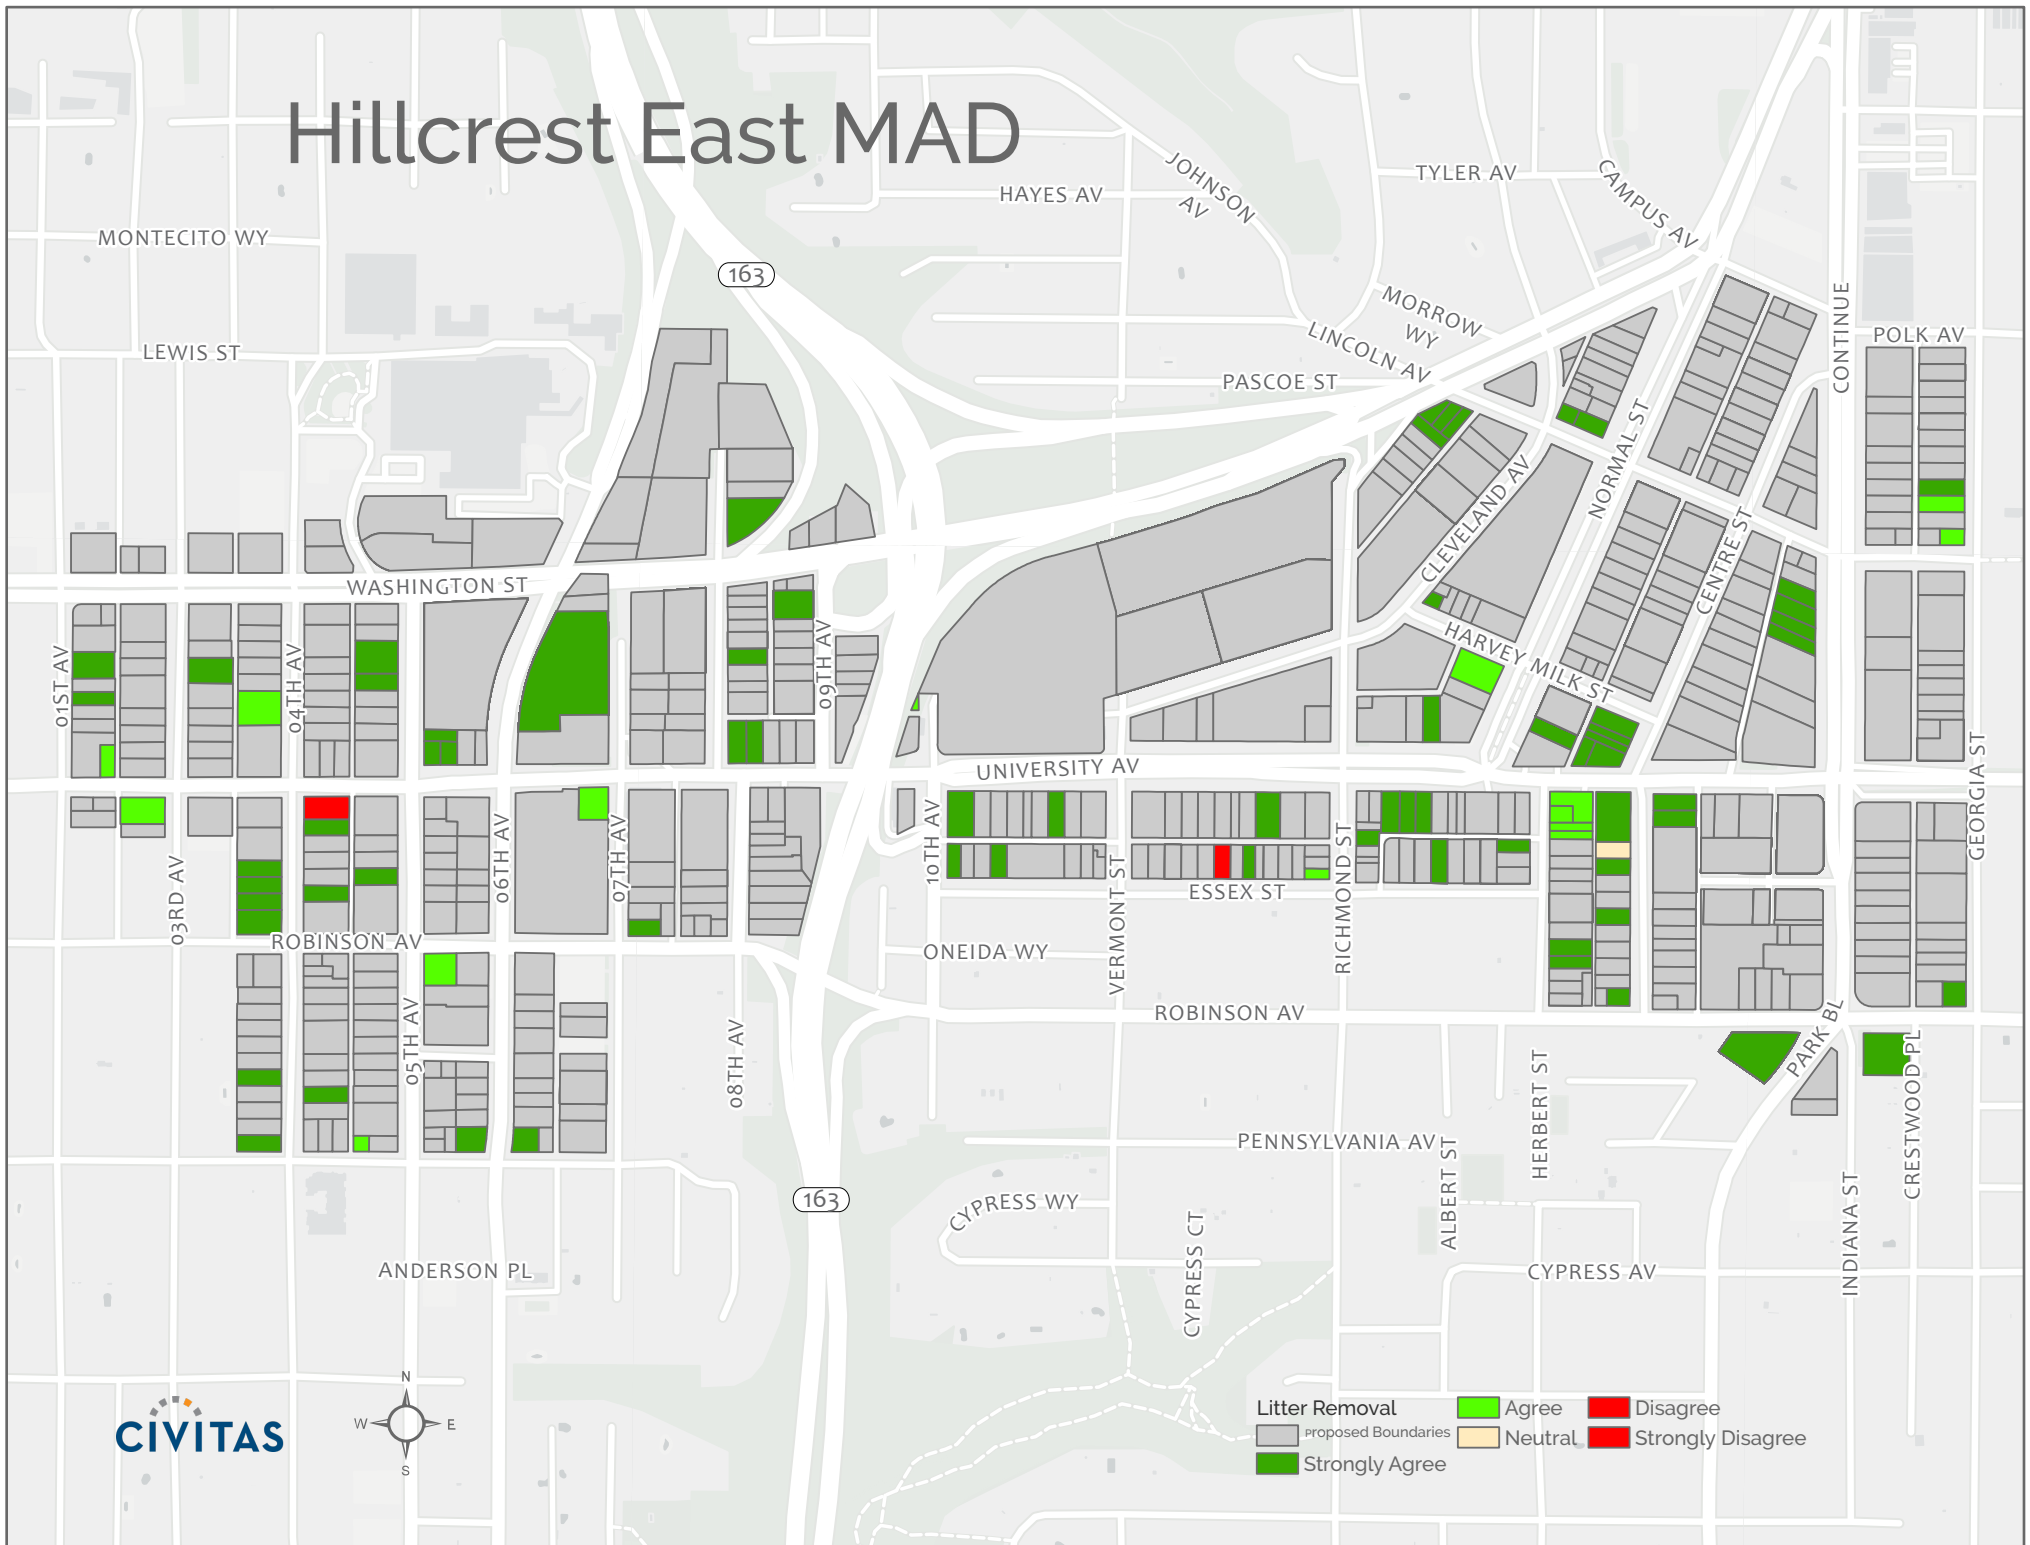 Hillcrest East MAD
JOHNSON
AV
HAYES AV
TYLER AV
CAMPUS AV
MONTECITO WY
163
MORROW
WY
CONTINUE
LINCOLN AV
POLK AV
LEWIS ST
PASCOE ST
NORMAL ST
CLEVELAND AV
CENTRE ST
WASHINGTON ST
01ST AV
04TH AV
09TH AV
HARVEY MILK ST
UNIVERSITY AV
GEORGIA ST
03RD AV
06TH AV
07TH AV
10TH AV
VERMONT ST
RICHMOND ST
ESSEX ST
ROBINSON AV
ONEIDA WY
05TH AV
08TH AV
ROBINSON AV
PARK BL
HERBERT ST
CRESTWOOD PL
PENNSYLVANIA AV
ALBERT ST
163
CYPRESS WY
CYPRESS CT
INDIANA ST
ANDERSON PL
CYPRESS AV
N
W
E
S
CIVITAS
Litter Removal
Proposed Boundaries
Strongly Agree
Agree
Neutral
Disagree
Strongly Disagree